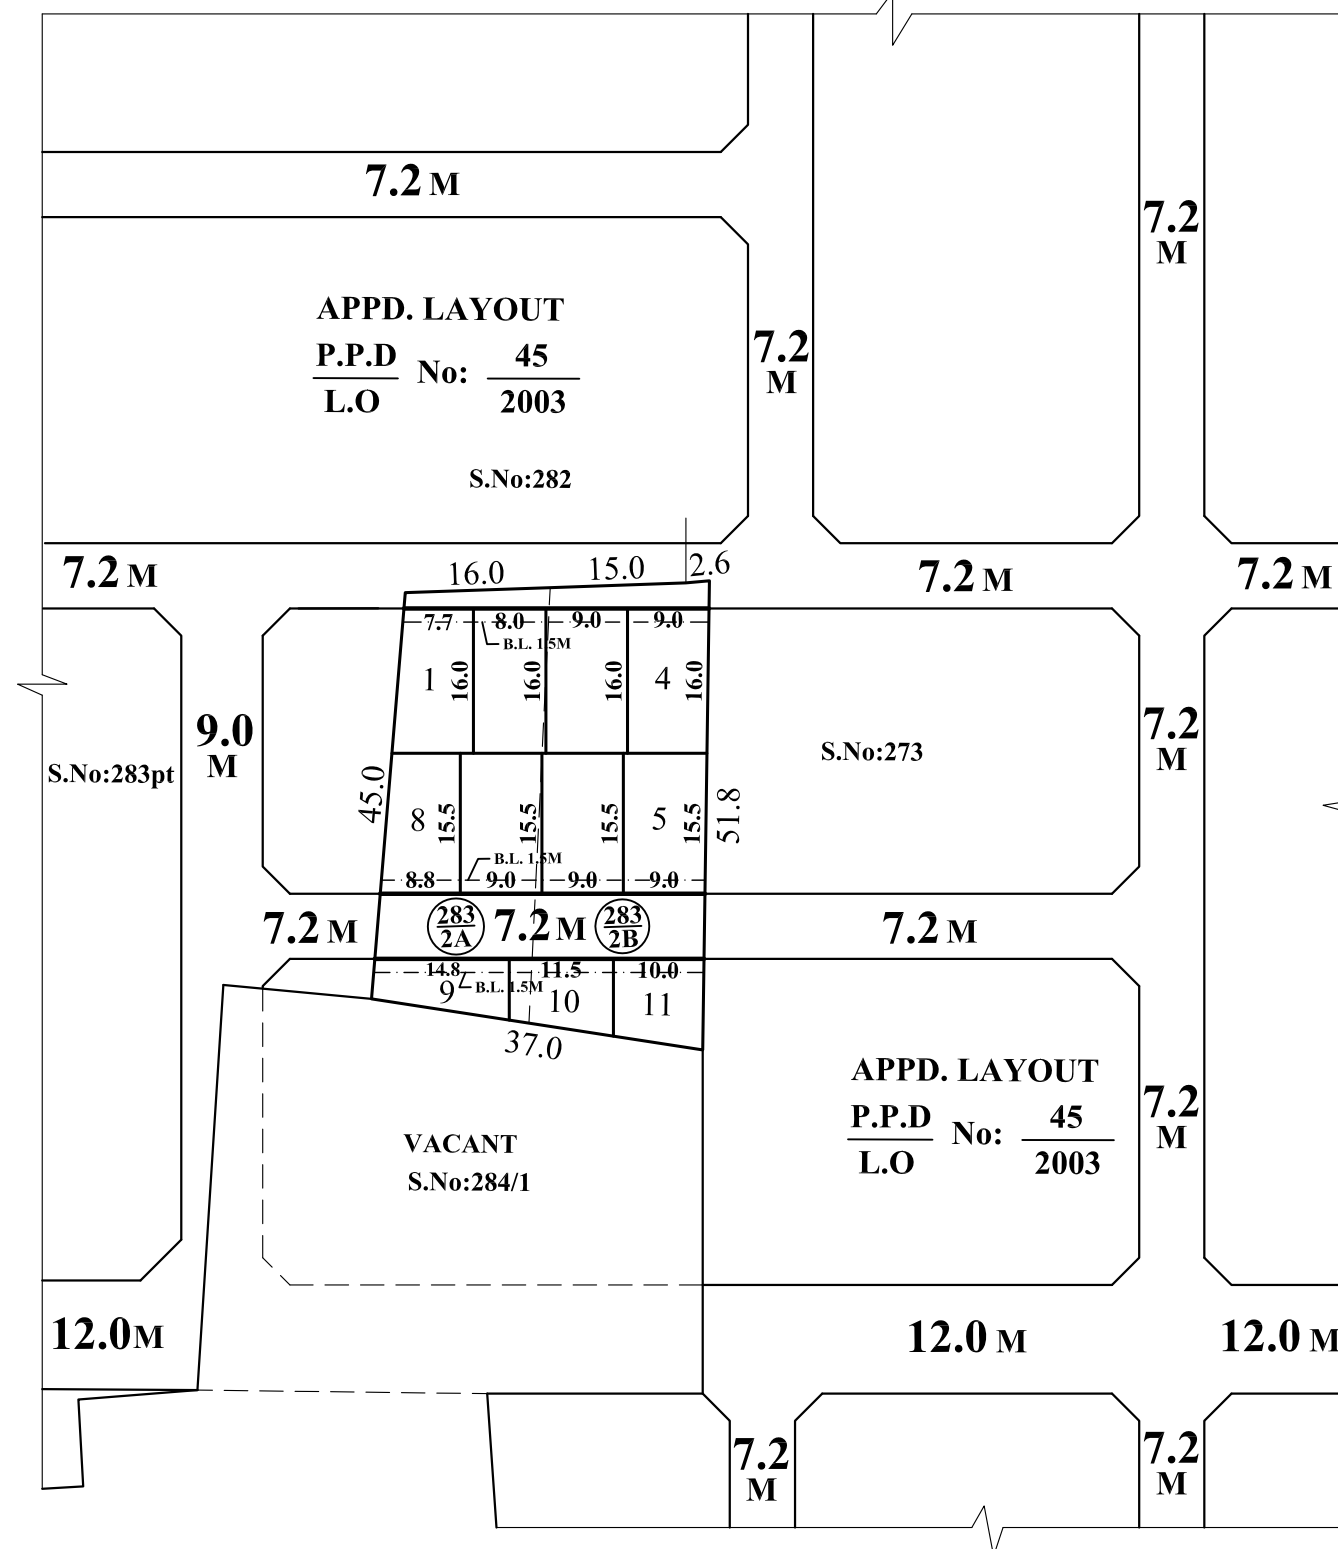 7.2 M
7.2
M
APPD. LAYOUT
P.P.D
L.O
No:
45
2003
7.2
M
S.No:282
7.2 M
16.0
15.0
2.6
7.2 M
7.2 M
7.7
8.0
9.0
9.0
B.L. 1.5M
1
16.0
16.0
16.0
4
16.0
9.0
M
S.No:283pt
S.No:273
7.2
M
45.0
8
15.5
15.5
15.5
5
15.5
51.8
B.L. 1.5M
8.8
9.0
9.0
9.0
7.2 M
283
2A
7.2 M
283
2B
7.2 M
14.8
11.5
10.0
9
B.L. 1.5M
10
11
37.0
APPD. LAYOUT
P.P.D
L.O
No:
45
2003
7.2
M
VACANT
S.No:284/1
12.0 M
12.0 M
12.0 M
7.2
M
7.2
M